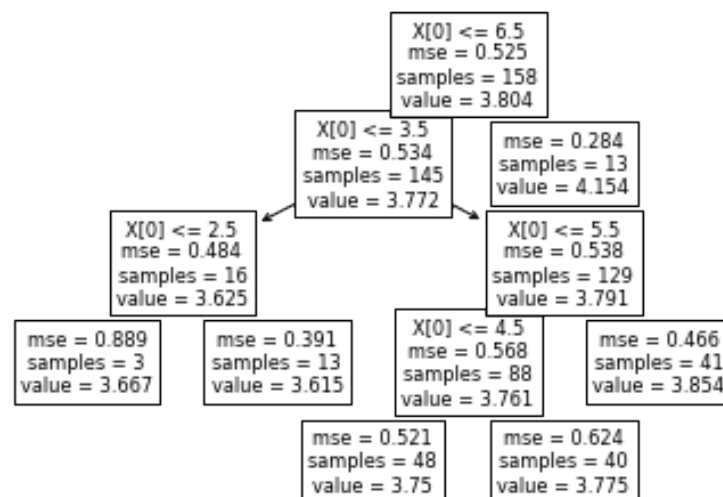 X[0] <= 6.5
mse = 0.525
samples = 158
value = 3.804
X[0] <= 3.5
mse = 0.534
samples = 145
value = 3.772
mse = 0.284
samples = 13
value = 4.154
X[0] <= 2.5
mse = 0.484
samples = 16
value = 3.625
X[0] <= 5.5
mse = 0.538
samples = 129
value = 3.791
mse = 0.889
samples = 3
value = 3.667
mse = 0.391
samples = 13
value = 3.615
X[0] <= 4.5
mse = 0.568
samples = 88
value = 3.761
mse = 0.466
samples = 41
value = 3.854
mse = 0.521
samples = 48
value = 3.75
mse = 0.624
samples = 40
value = 3.775